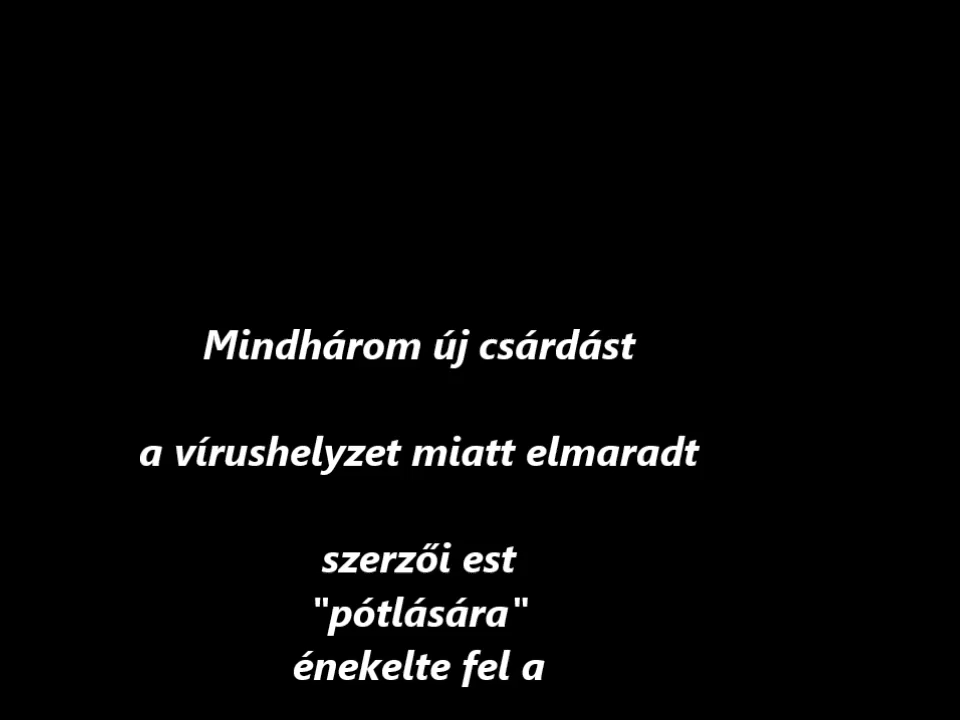 Mindhárom új csárdást
a vírushelyzet miatt elmaradt
szerzői est
"pótlására"
énekelte fel a